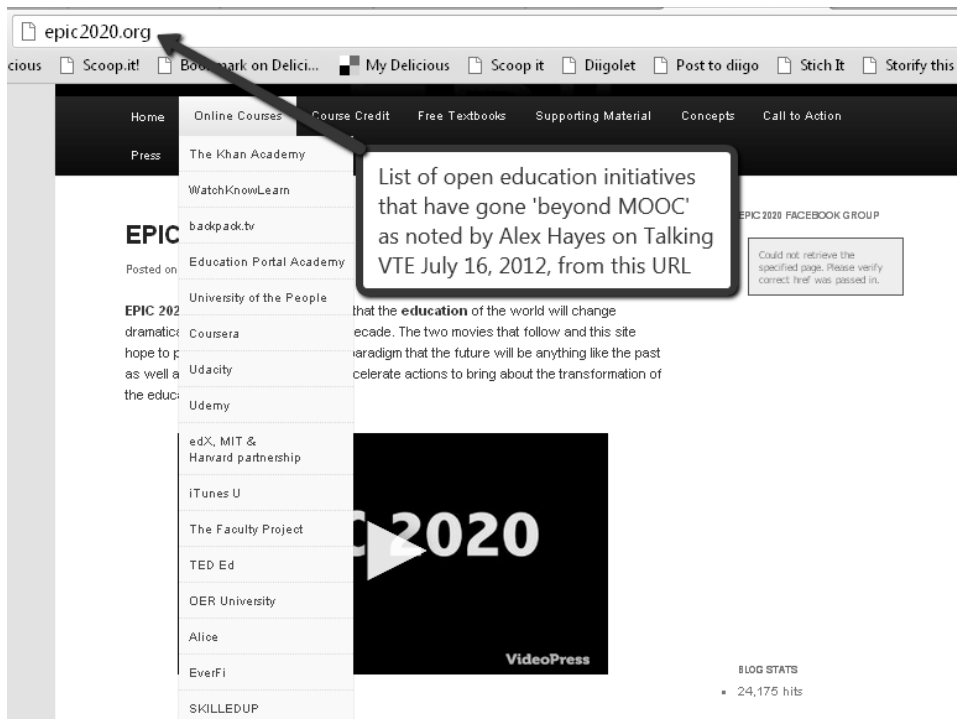 epic2020.org
cious Scoop.it! Bookmark on Delici... My Delicious Scoop it Diigolet Post to diigo Stich It Storify this
Home Online Courses Course Credit Free Textbooks Supporting Material Concepts Call to Action
Press
The Khan Academy
WatchKnowLearn
backpack.tv
Education Portal Academy
University of the People
Coursera
Udacity
Udemy
edX, MIT &
Harvard partnership
iTunes U
The Faculty Project
TED Ed
OER University
Alice
EverFi
SKILLEDUP
List of open education initiatives
that have gone 'beyond MOOC'
as noted by Alex Hayes on Talking
VTE July 16, 2012, from this URL
EPIC
Posted on
EPIC 202 that the education of the world will change
dramatica ecade. The two movies that follow and this site
hope to p paradigm that the future will be anything like the past
as well a celerate actions to bring about the transformation of
the educa
C 2020
VideoPress
EPIC 2020 FACEBOOK GROUP
Could not retrieve the
specified page. Please verify
correct href was passed in.
BLOG STATS
24,175 hits